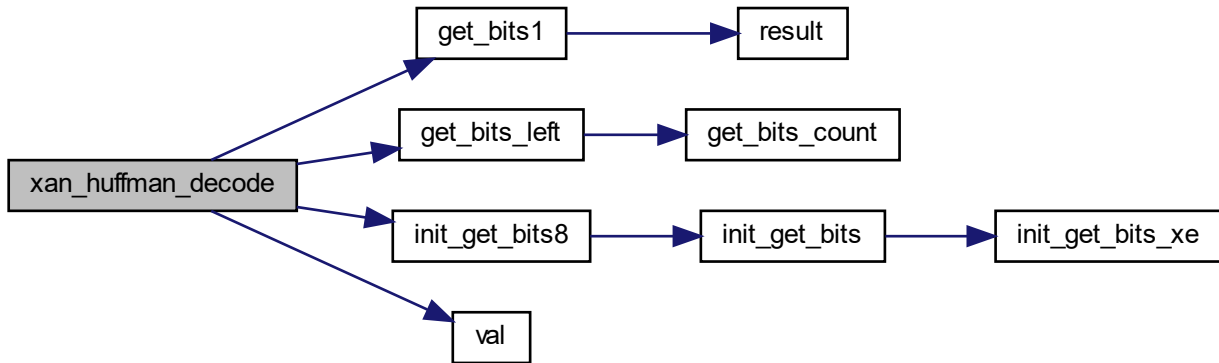 get_bits1
result
get_bits_left
get_bits_count
xan_huffman_decode
init_get_bits8
init_get_bits
init_get_bits_xe
val